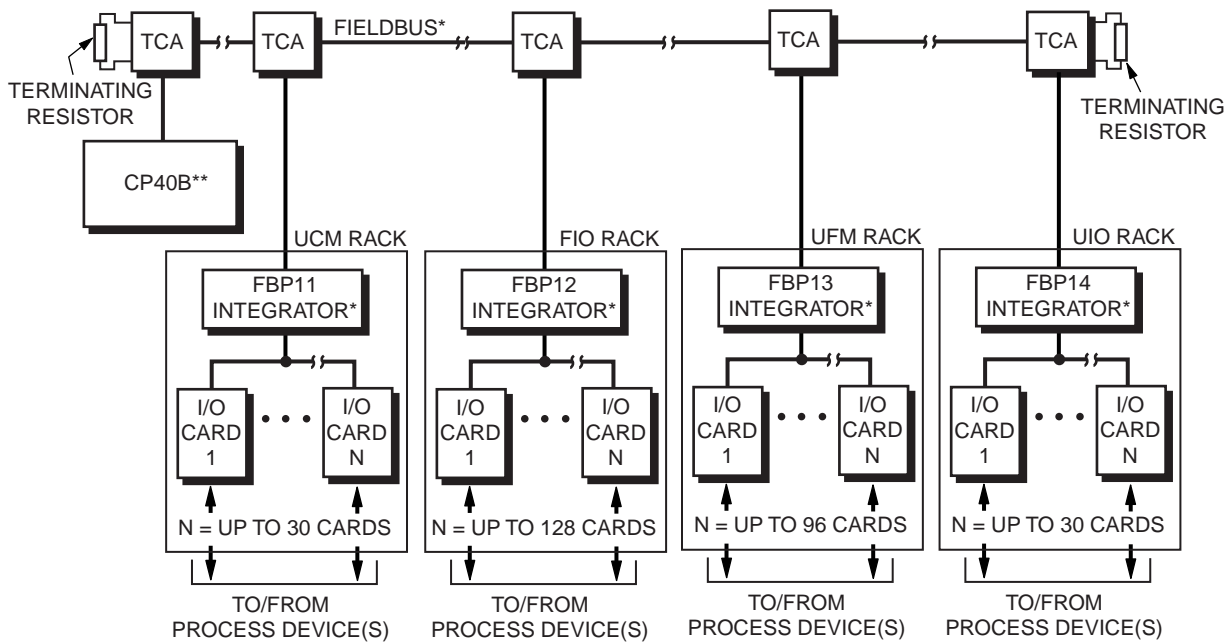 TCA
TCA
FIELDBUS*
TCA
TCA
TCA
TERMINATING
RESISTOR
TERMINATING
RESISTOR
CP40B**
UCM RACK
FBP11
INTEGRATOR*
I/O
CARD
1
I/O
CARD
N
N = UP TO 30 CARDS
TO/FROM
PROCESS DEVICE(S)
FIO RACK
FBP12
INTEGRATOR*
I/O
CARD
1
I/O
CARD
N
N = UP TO 128 CARDS
TO/FROM
PROCESS DEVICE(S)
UFM RACK
FBP13
INTEGRATOR*
I/O
CARD
1
I/O
CARD
N
N = UP TO 96 CARDS
TO/FROM
PROCESS DEVICE(S)
UIO RACK
FBP14
INTEGRATOR*
I/O
CARD
1
I/O
CARD
N
N = UP TO 30 CARDS
TO/FROM
PROCESS DEVICE(S)